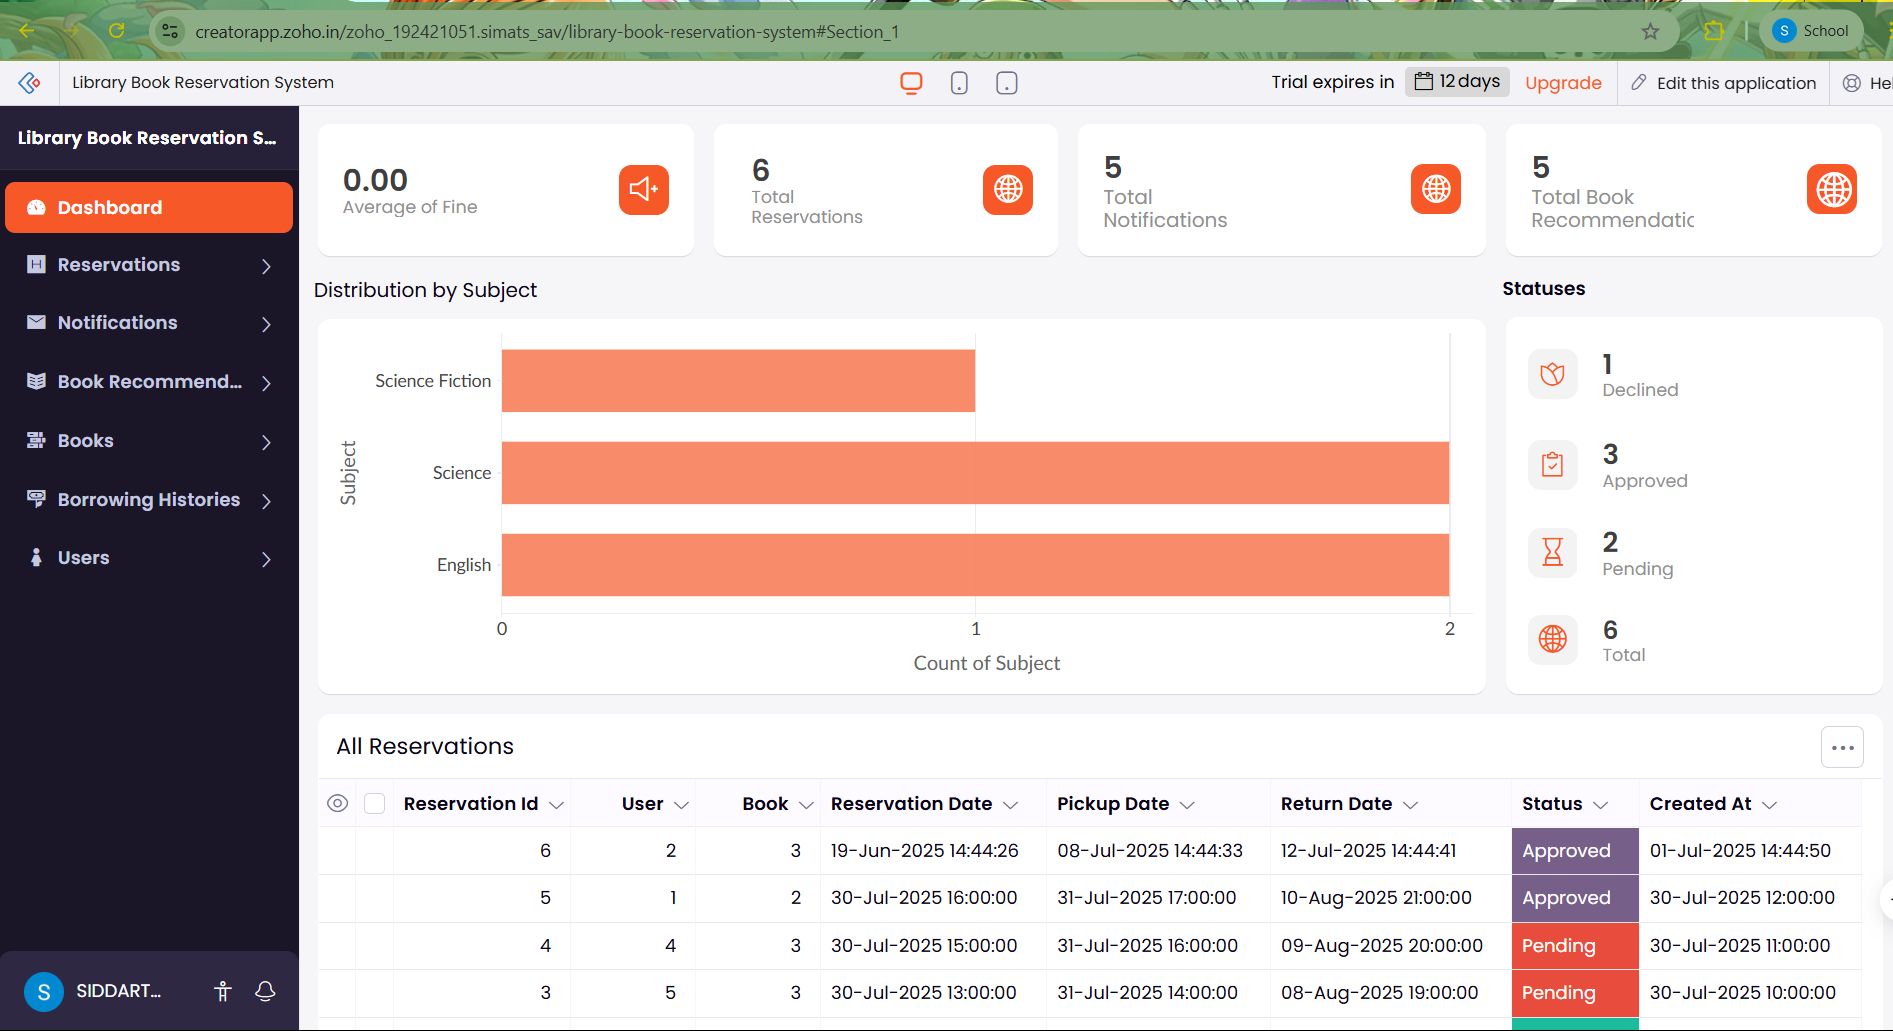 creatorapp.zoho.in/zoho_192421051.simats_sav/library-book-reservation-system#Section_1
S School
Library Book Reservation System
Trial expires in 12 days Upgrade Edit this application
Library Book Reservation S...
Dashboard
Reservations
Notifications
Book Recommend...
Books
Borrowing Histories
Users
S SIDDART...
0.00
Average of Fine
6
Total
Reservations
5
Total
Notifications
5
Total Book
Distribution by Subject
Subject
Science Fiction
Science
English
0 1 2
Count of Subject
Statuses
1
Declined
3
Approved
2
Pending
6
Total
All Reservations
Reservation Id User Book Reservation Date Pickup Date Return Date Status Created At
6 2 3 19-Jun-2025 14:44:26 08-Jul-2025 14:44:33 12-Jul-2025 14:44:41 Approved 01-Jul-2025 14:44:50
5 1 2 30-Jul-2025 16:00:00 31-Jul-2025 17:00:00 10-Aug-2025 21:00:00 Approved 30-Jul-2025 12:00:00
4 4 3 30-Jul-2025 15:00:00 31-Jul-2025 16:00:00 09-Aug-2025 20:00:00 Pending 30-Jul-2025 11:00:00
3 5 3 30-Jul-2025 13:00:00 31-Jul-2025 14:00:00 08-Aug-2025 19:00:00 Pending 30-Jul-2025 10:00:00